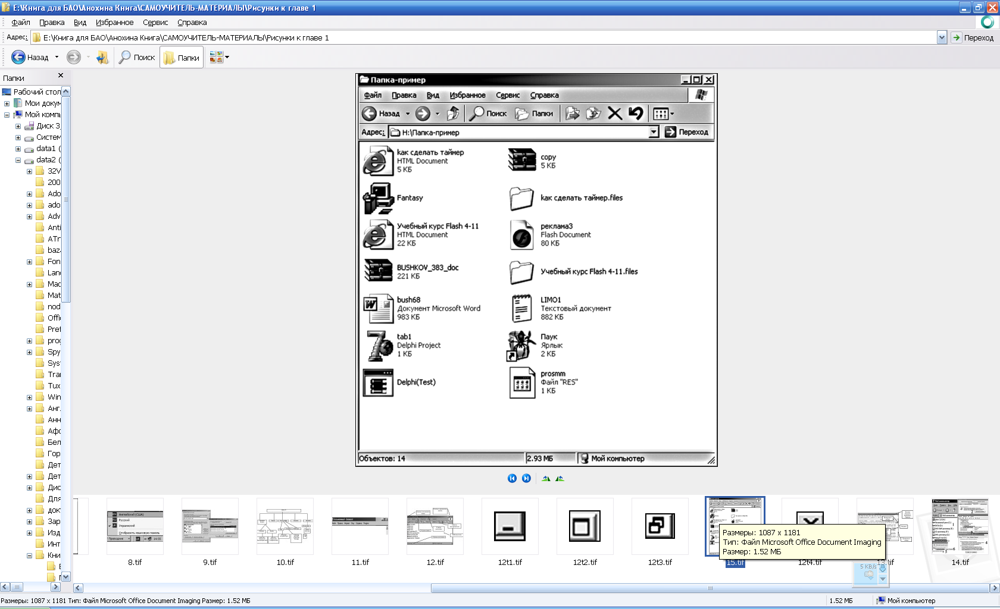 E:\Книга для БАО\Анохина Книга\САМОУЧИТЕЛЬ-МАТЕРИАЛЫ\Рисунки к главе 1
Файл Правка Вид Избранное Сервис Справка
Адрес: E:\Книга для БАО\Анохина Книга\САМОУЧИТЕЛЬ-МАТЕРИАЛЫ\Рисунки к главе 1 Переход
Назад Поиск Папки
Папки
Рабочий стол
Мои докум
Мой компь
Диск 3
Систем
data1 (
data2 (
32V
200
Ado
ado
Adv
Anti
baz
Fon
Lan
Mac
Mat
nod
Offi
Pref
prog
Spy
Sys
Tra
Tux
Win
Анг
Анн
Афо
Бел
Гор
Дет
Дет
Дис
Для
док
Зар
Изд
Инт
Кни
Папка-пример
Файл Правка Вид Избранное Сервис Справка
Назад Поиск Папки
Адрес: H:\Папка-пример Переход
как сделать таймер
HTML Document
5 КБ
copy
5 КБ
Fantasy
как сделать таймер.files
Учебный курс Flash 4-11
HTML Document
22 КБ
реклама3
Flash Document
80 КБ
BUSHKOV_383_doc
221 КБ
Учебный курс Flash 4-11.files
bush68
Документ Microsoft Word
983 КБ
LIMO1
Текстовый документ
882 КБ
tab1
Delphi Project
1 КБ
Паук
Ярлык
2 КБ
Delphi(Test)
prosmm
Файл "RES"
1 КБ
Объектов: 14 2.93 МБ Мой компьютер
Английский (США)
Русский
Украинский
8.tif 9.tif 10.tif 11.tif 12.tif 12t1.tif 12t2.tif 12t3.tif 15.tif 12t4.tif 13.tif 14.tif
Размеры: 1087 x 1181
Тип: Файл Microsoft Office Document Imaging
Размер: 1.52 МБ
5 KB/s
Размеры: 1087 x 1181 Тип: Файл Microsoft Office Document Imaging Размер: 1.52 МБ 1.52 МБ Мой компьютер